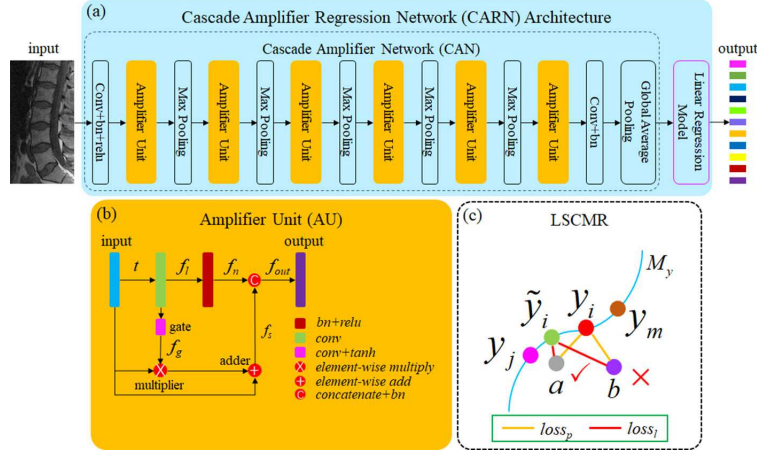 (a)
Cascade Amplifier Regression Network (CARN) Architecture
input
Cascade Amplifier Network (CAN)
output
Conv+bn+relu
Amplifier Unit
Max Pooling
Amplifier Unit
Max Pooling
Amplifier Unit
Max Pooling
Amplifier Unit
Max Pooling
Amplifier Unit
Max Pooling
Amplifier Unit
Conv+bn
Global Average Pooling
Linear Regression Model
(b)
Amplifier Unit (AU)
input
output
t
f_l
f_n
f_out
C
gate
f_g
f_s
adder
X
+
multiplier
bn+relu
conv
conv+tanh
X element-wise multiply
+ element-wise add
C concatenate+bn
(c)
LSCMR
M_y
ỹ_i
y_i
y_m
y_j
a
✓
b
×
loss_p
loss_l